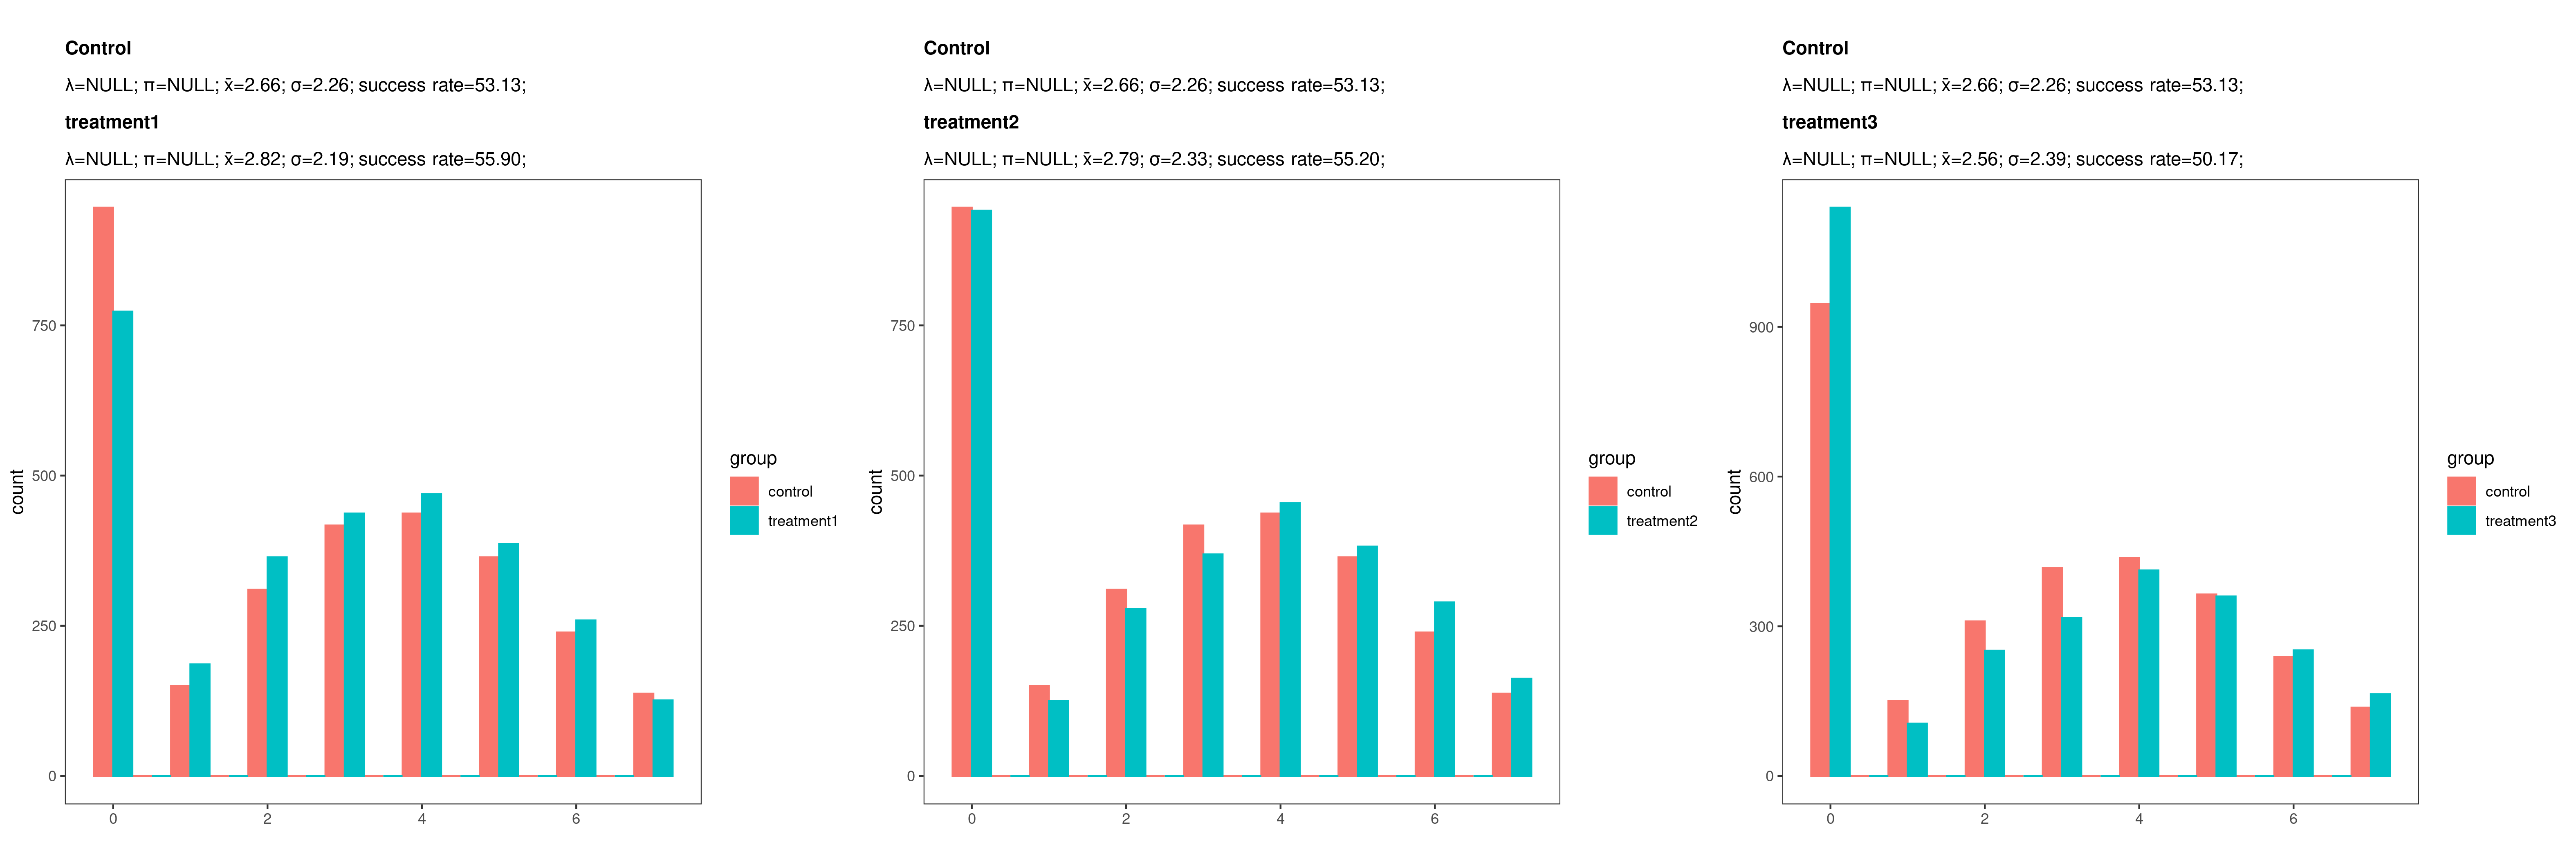 Control
λ=NULL; π=NULL; x̄=2.66; σ=2.26; success rate=53.13;
treatment1
λ=NULL; π=NULL; x̄=2.82; σ=2.19; success rate=55.90;
count
750
500
250
0
0 2 4 6
group
control
treatment1
Control
λ=NULL; π=NULL; x̄=2.66; σ=2.26; success rate=53.13;
treatment2
λ=NULL; π=NULL; x̄=2.79; σ=2.33; success rate=55.20;
count
750
500
250
0
0 2 4 6
group
control
treatment2
Control
λ=NULL; π=NULL; x̄=2.66; σ=2.26; success rate=53.13;
treatment3
λ=NULL; π=NULL; x̄=2.56; σ=2.39; success rate=50.17;
count
900
600
300
0
0 2 4 6
group
control
treatment3